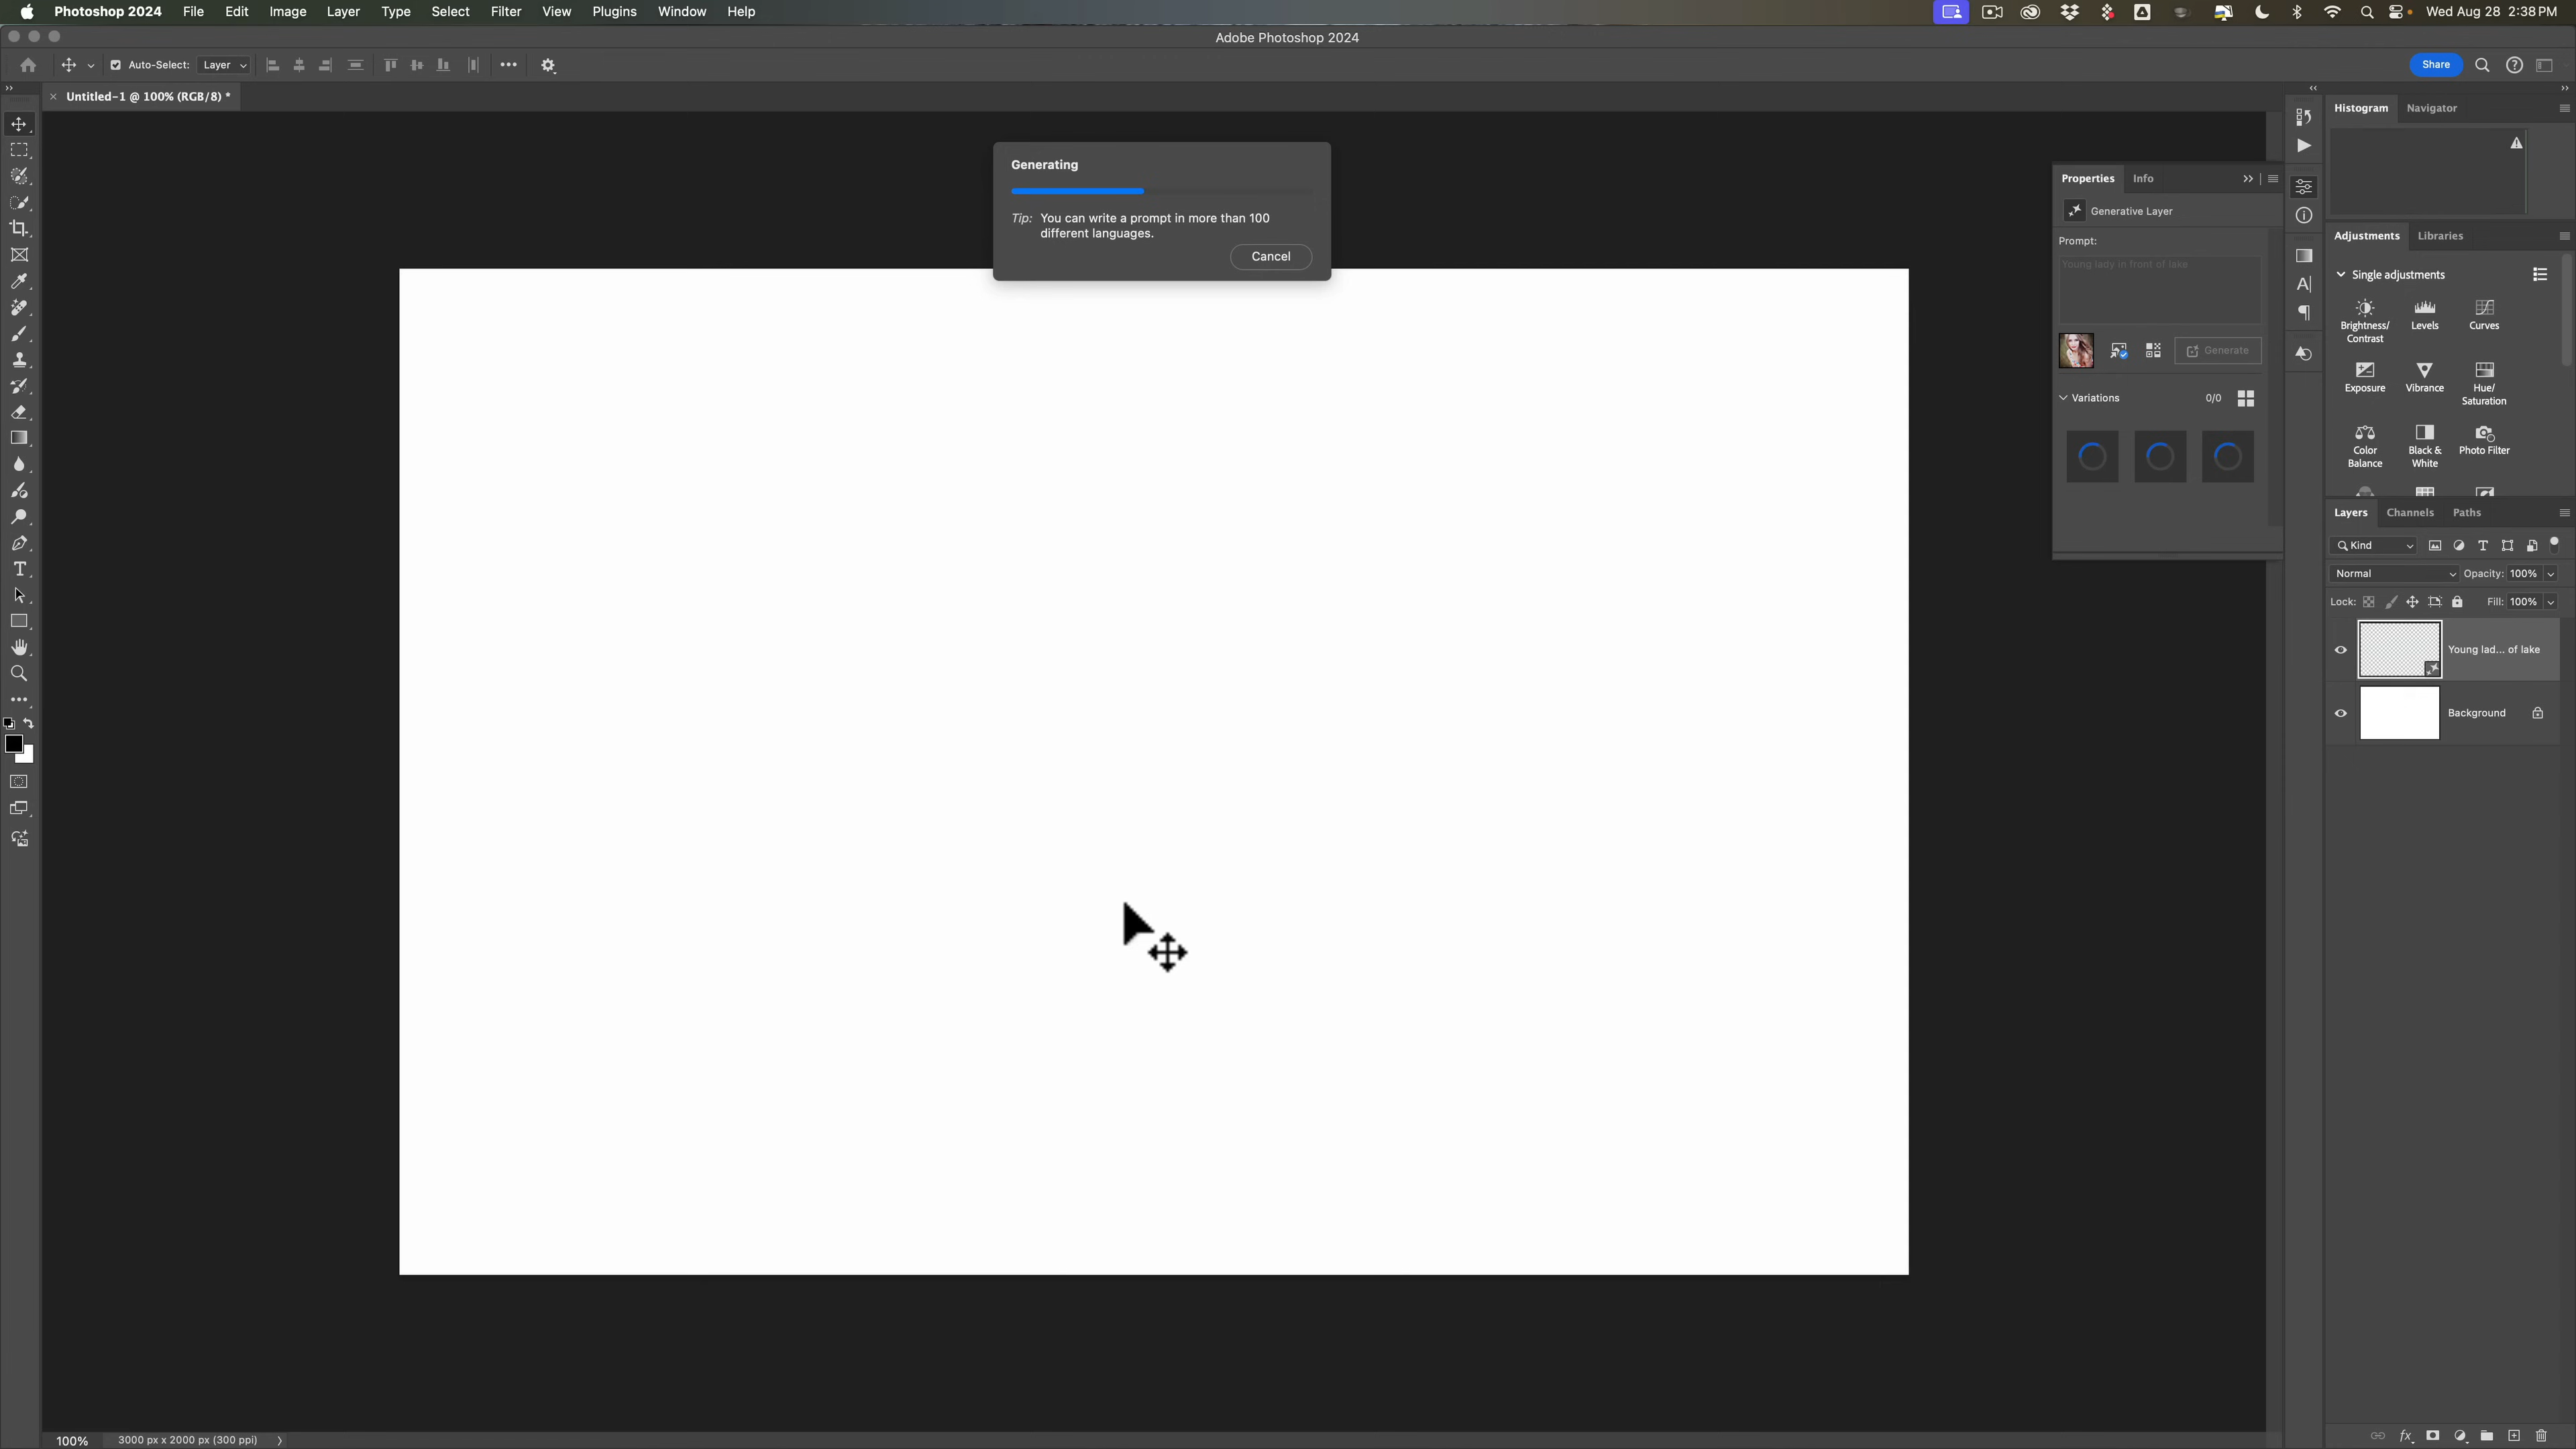 Photoshop 2024 File Edit Image Layer Type Select Filter View Plugins Window Help Wed Aug 28 2:38 PM
Adobe Photoshop 2024
Auto-Select: Layer Share
Untitled-1 @ 100% (RGB/8) *
Generating
Tip: You can write a prompt in more than 100
different languages.
Cancel
Properties Info
Generative Layer
Prompt:
Young lady in front of lake
Generate
Variations 0/0
Histogram Navigator
Adjustments Libraries
Single adjustments
Brightness/
Contrast
Levels
Curves
Exposure
Vibrance
Hue/
Saturation
Color
Balance
Black &
White
Photo Filter
Layers Channels Paths
Kind
Normal Opacity: 100%
Lock: Fill: 100%
Young lad... of lake
Background
100% 3000 px x 2000 px (300 ppi)